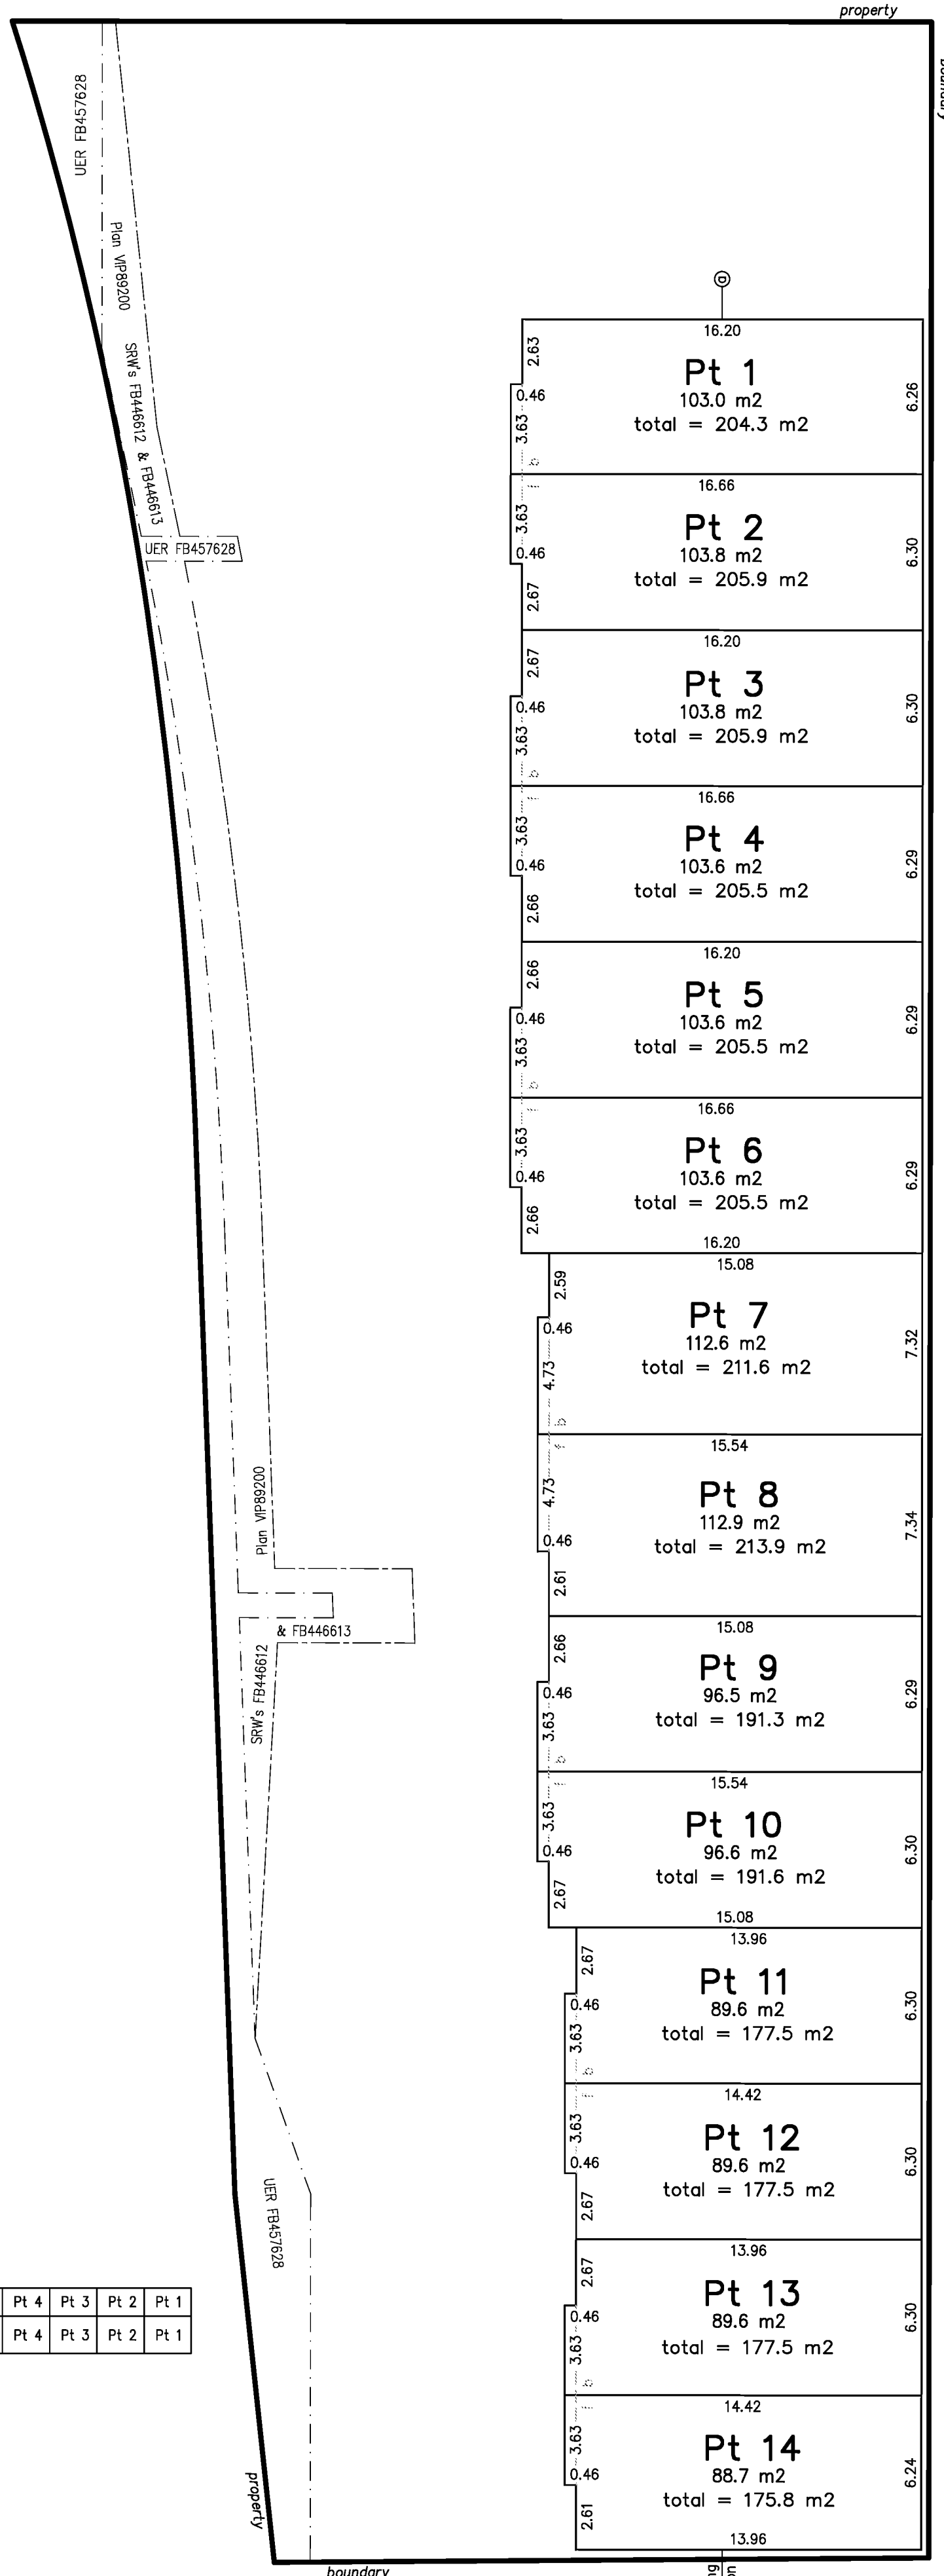 property
boundary
UER FB457628
Plan VIP89200
SRW's FB446612 & FB446613
UER FB457628
D
16.20
2.63
Pt 1
103.0 m2
total = 204.3 m2
6.26
0.46
3.63
b
f
16.66
3.63
Pt 2
103.8 m2
total = 205.9 m2
6.30
0.46
2.67
16.20
2.67
Pt 3
103.8 m2
total = 205.9 m2
6.30
0.46
3.63
b
f
16.66
3.63
Pt 4
103.6 m2
total = 205.5 m2
6.29
0.46
2.66
16.20
2.66
Pt 5
103.6 m2
total = 205.5 m2
6.29
0.46
3.63
b
f
16.66
3.63
Pt 6
103.6 m2
total = 205.5 m2
6.29
0.46
2.66
16.20
15.08
2.59
Pt 7
112.6 m2
total = 211.6 m2
7.32
0.46
4.73
b
f
15.54
4.73
Pt 8
112.9 m2
total = 213.9 m2
7.34
0.46
2.61
Plan VIP89200
& FB446613
SRW's FB446612
15.08
2.66
Pt 9
96.5 m2
total = 191.3 m2
6.29
0.46
3.63
b
f
15.54
3.63
Pt 10
96.6 m2
total = 191.6 m2
6.30
0.46
2.67
15.08
13.96
2.67
Pt 11
89.6 m2
total = 177.5 m2
6.30
0.46
3.63
b
f
14.42
3.63
Pt 12
89.6 m2
total = 177.5 m2
6.30
0.46
2.67
UER FB457628
13.96
2.67
Pt 13
89.6 m2
total = 177.5 m2
6.30
0.46
3.63
b
f
14.42
3.63
Pt 14
88.7 m2
total = 175.8 m2
6.24
0.46
2.61
13.96
Pt 4 Pt 3 Pt 2 Pt 1
Pt 4 Pt 3 Pt 2 Pt 1
property
boundary